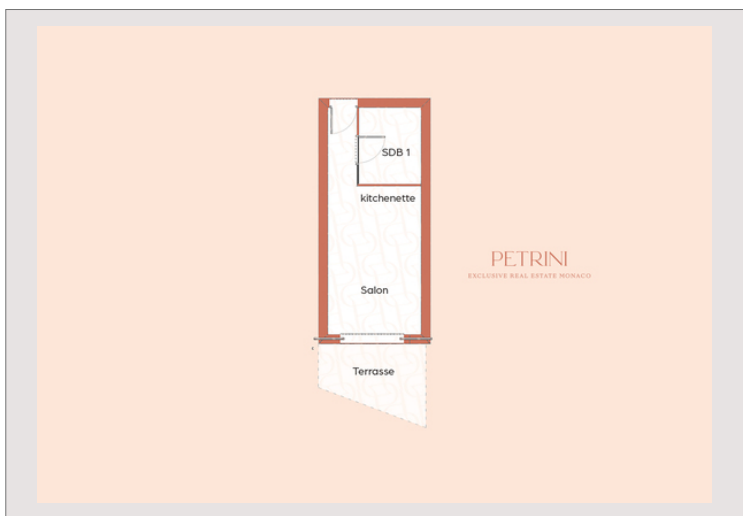 SDB 1
kitchenette
Salon
PETRINI
EXCLUSIVE REAL ESTATE MONACO
Terrasse